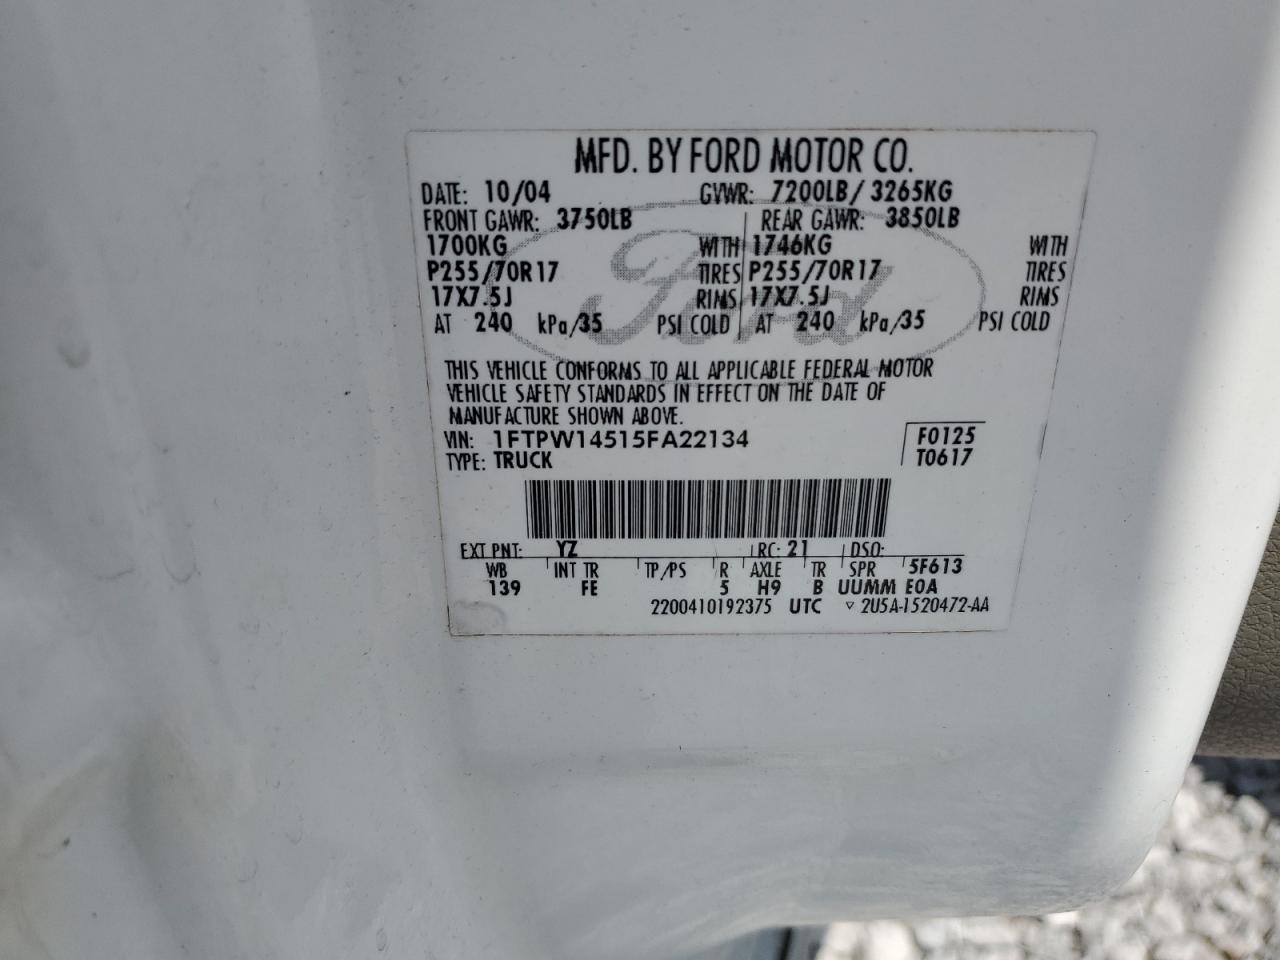 MFD. BY FORD MOTOR CO.
DATE: 10/04 GVWR: 7200LB/ 3265KG
FRONT GAWR: 3750LB REAR GAWR: 3850LB
1700KG WITH 1746KG WITH
P255/70R17 TIRES P255/70R17 TIRES
17X7.5J RIMS 17X7.5J RIMS
AT 240 kPa/35 PSI COLD AT 240 kPa/35 PSI COLD
Ford
THIS VEHICLE CONFORMS TO ALL APPLICABLE FEDERAL MOTOR
VEHICLE SAFETY STANDARDS IN EFFECT ON THE DATE OF
MANUFACTURE SHOWN ABOVE.
VIN: 1FTPW14515FA22134 F0125
TYPE: TRUCK T0617
EXT PNT: YZ RC: 21 DSO:
WB INT TR TP/PS R AXLE TR SPR 5F613
139 FE 5 H9 B UUMM E0A
2200410192375 UTC ▿ 2U5A-1520472-AA